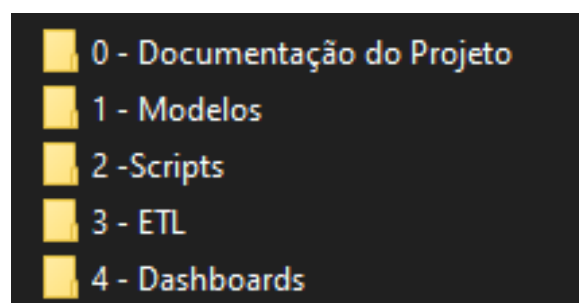 0 - Documentação do Projeto
1 - Modelos
2 -Scripts
3 - ETL
4 - Dashboards